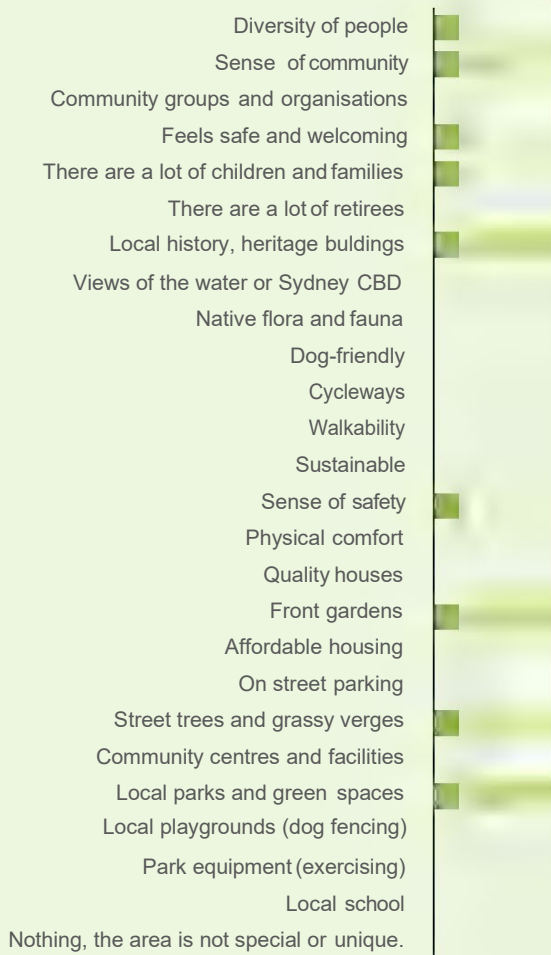 Diversity of people
Sense of community
Community groups and organisations
Feels safe and welcoming
There are a lot of children and families
There are a lot of retirees
Local history, heritage buldings
Views of the water or Sydney CBD
Native flora and fauna
Dog-friendly
Cycleways
Walkability
Sustainable
Sense of safety
Physical comfort
Quality houses
Front gardens
Affordable housing
On street parking
Street trees and grassy verges
Community centres and facilities
Local parks and green spaces
Local playgrounds (dog fencing)
Park equipment (exercising)
Local school
Nothing, the area is not special or unique.